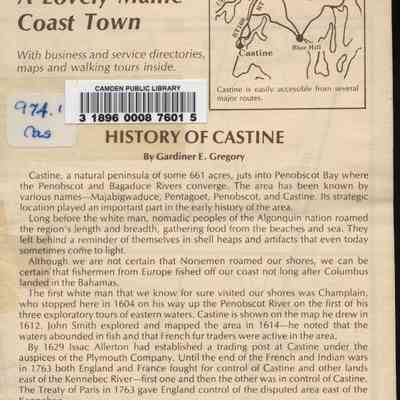 A Lovely Maine
Coast Town
With business and service directories,
maps and walking tours inside.
Castine
Blue Hill
Castine is easily accessible from several
major routes.
CAMDEN PUBLIC LIBRARY
3 1896 0008 7601 5
974.1
Cas
HISTORY OF CASTINE
By Gardiner E. Gregory
Castine, a natural peninsula of some 661 acres, juts into Penobscot Bay where
the Penobscot and Bagaduce Rivers converge. The area has been known by
various names—Majabigwaduce, Pentagoet, Penobscot, and Castine. Its strategic
location played an important part in the early history of the area.
Long before the white man, nomadic peoples of the Algonquin nation roamed
the region's length and breadth, gathering food from the beaches and sea. They
left behind a reminder of themselves in shell heaps and artifacts that even today
sometimes come to light.
Although we are not certain that Norsemen roamed our shores, we can be
certain that fishermen from Europe fished off our coast not long after Columbus
landed in the Bahamas.
The first white man that we know for sure visited our shores was Champlain,
who stopped here in 1604 on his way up the Penobscot River on the first of his
three exploratory tours of eastern waters. Castine is shown on the map he drew in
1612. John Smith explored and mapped the area in 1614—he noted that the
waters abounded in fish and that French fur traders were active in the area.
By 1629 Issac Allerton had established a trading post at Castine under the
auspices of the Plymouth Company. Until the end of the French and Indian wars
in 1763 both England and France fought for control of Castine and other lands
east of the Kennebec River—first one and then the other was in control of Castine.
The Treaty of Paris in 1763 gave England control of the disputed area east of the
Kennebec